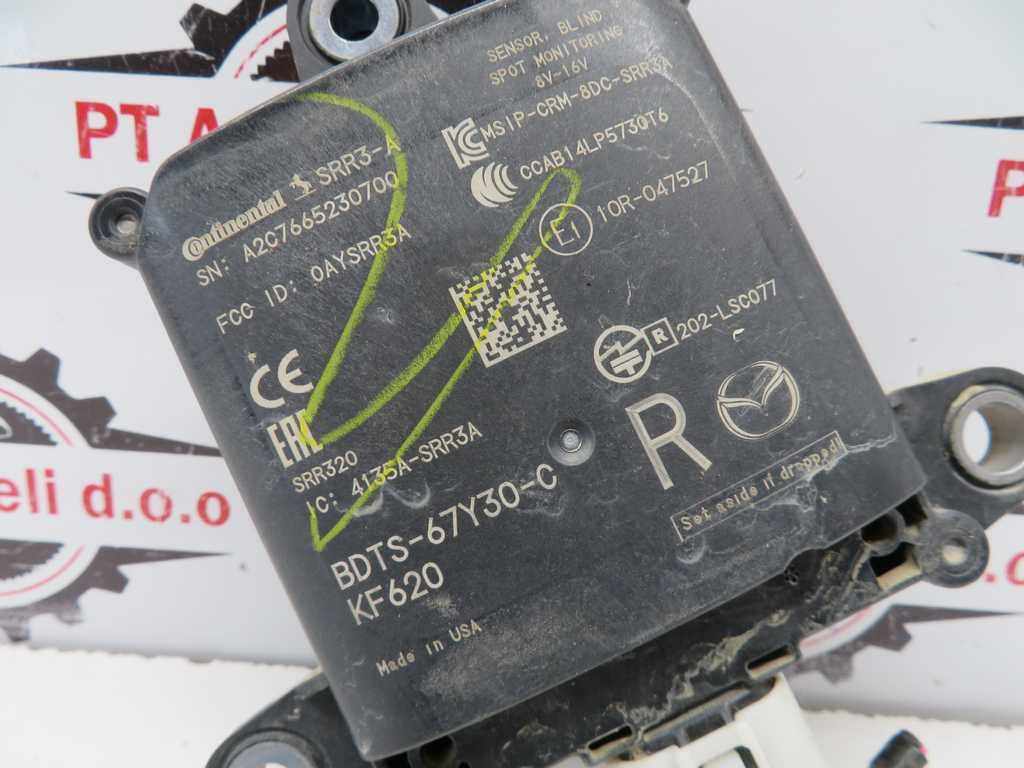 SENSOR, BLIND
SPOT MONITORING
8V-16V
MSIP-CRM-8DC-SRR3A
CCAB14LP5730T6
E1 10R-047527
Continental SRR3-A
SN: A2C7665230700
FCC ID: OAYSRR3A
CE
EAC
SRR320
IC: 4135A-SRR3A
R 202-LSC077
R
Set aside if dropped!
BDTS-67Y30-C
KF620
Made in USA
PT A
eli d.o.o
PT A